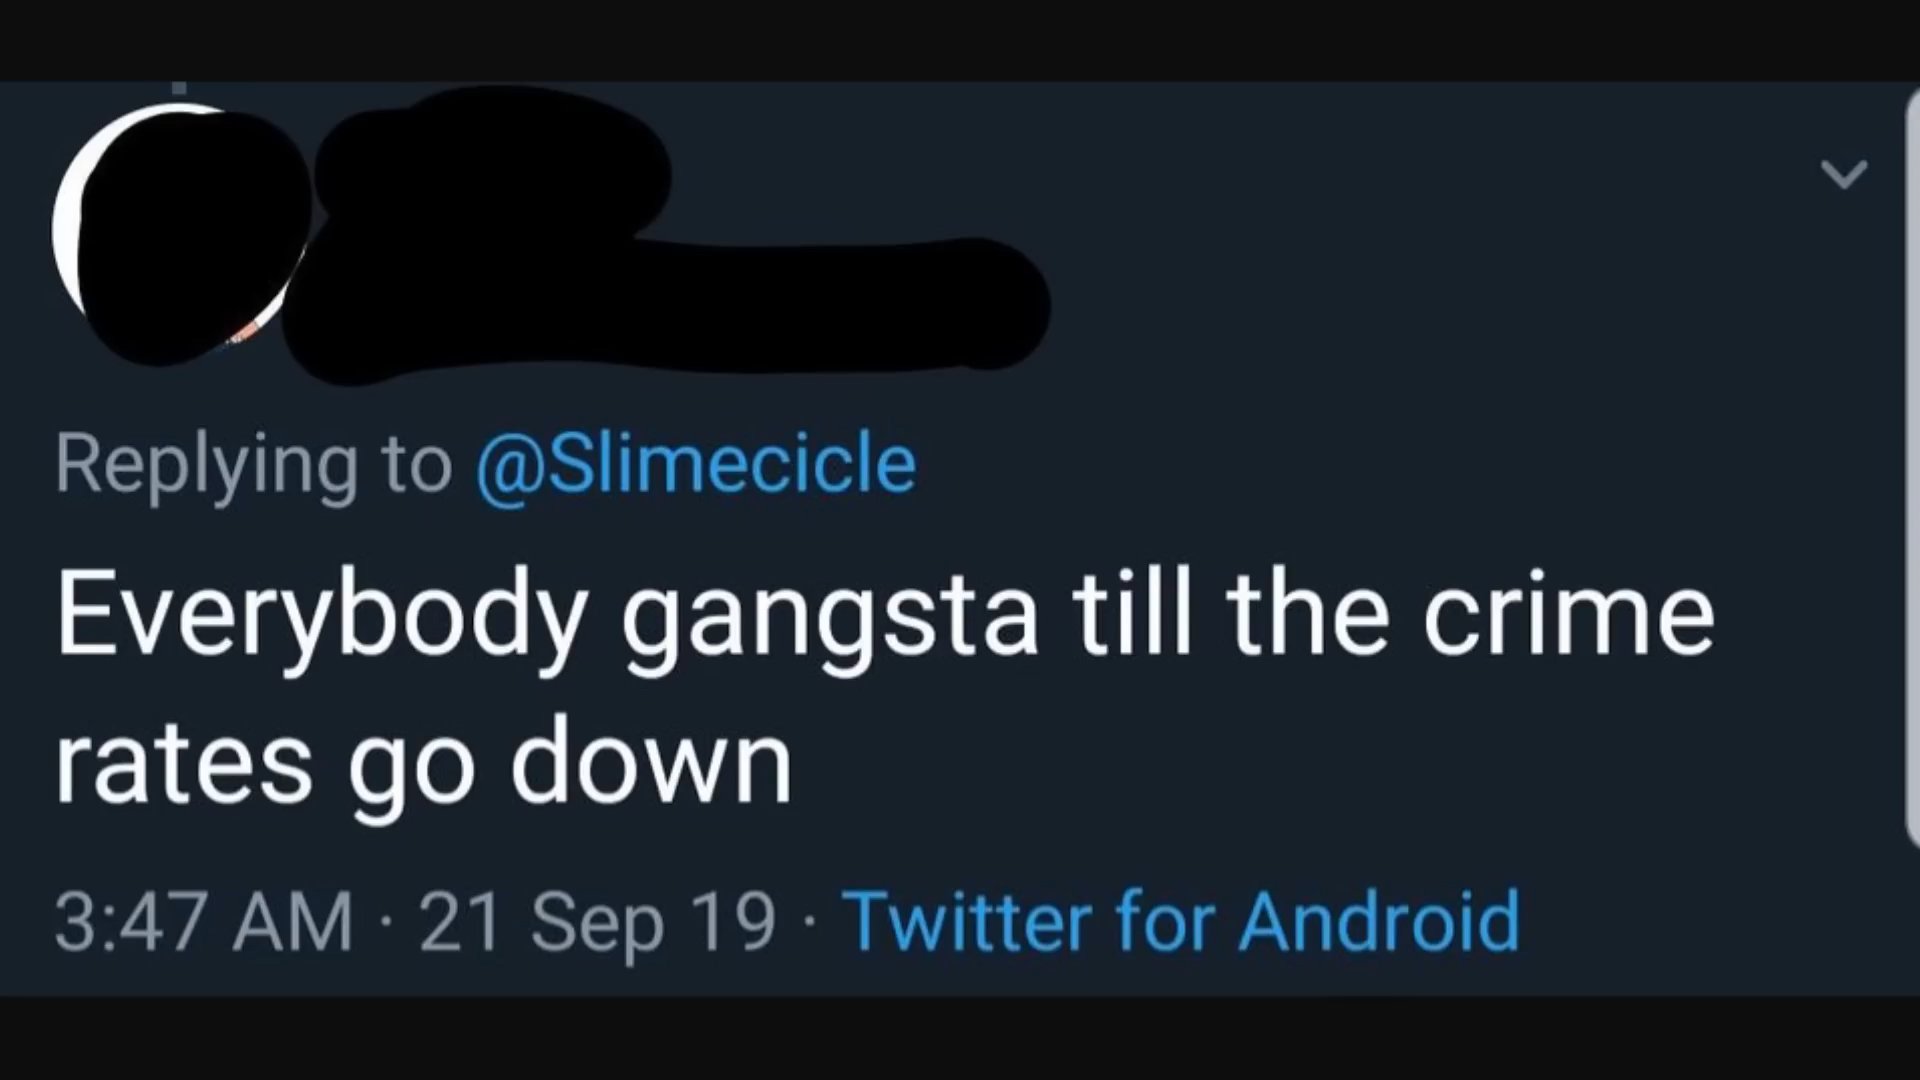 Replying to @Slimecicle
Everybody gangsta till the crime
rates go down
3:47 AM · 21 Sep 19 · Twitter for Android